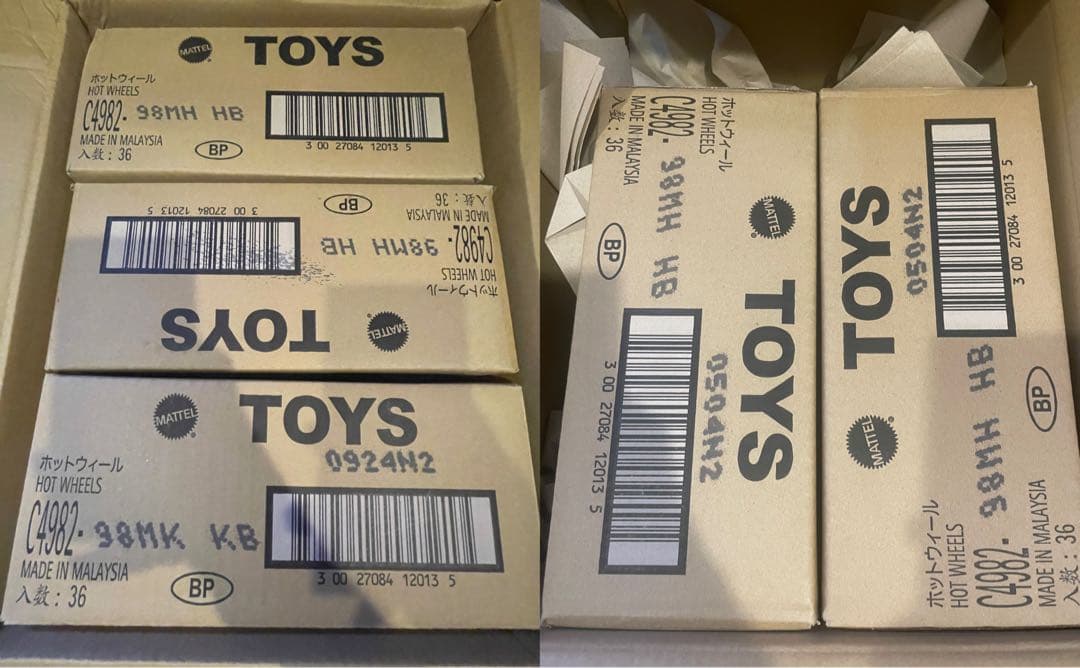 MATTEL TOYS
ホットウィール
HOT WHEELS
C4982-98MH HB
MADE IN MALAYSIA
入数：36
BP
3 00 27084 12013 5
MATTEL TOYS
ホットウィール
HOT WHEELS
C4982-98MH HB
MADE IN MALAYSIA
入数：36
BP
3 00 27084 12013 5
MATTEL TOYS
0924N2
ホットウィール
HOT WHEELS
C4982-98MK KB
MADE IN MALAYSIA
入数：36
BP
3 00 27084 12013 5
MATTEL TOYS
0504N2
ホットウィール
HOT WHEELS
C4982-98MH HB
MADE IN MALAYSIA
入数：36
BP
3 00 27084 12013 5
MATTEL TOYS
0504N2
ホットウィール
HOT WHEELS
C4982-98MH HB
MADE IN MALAYSIA
入数：36
BP
3 00 27084 12013 5